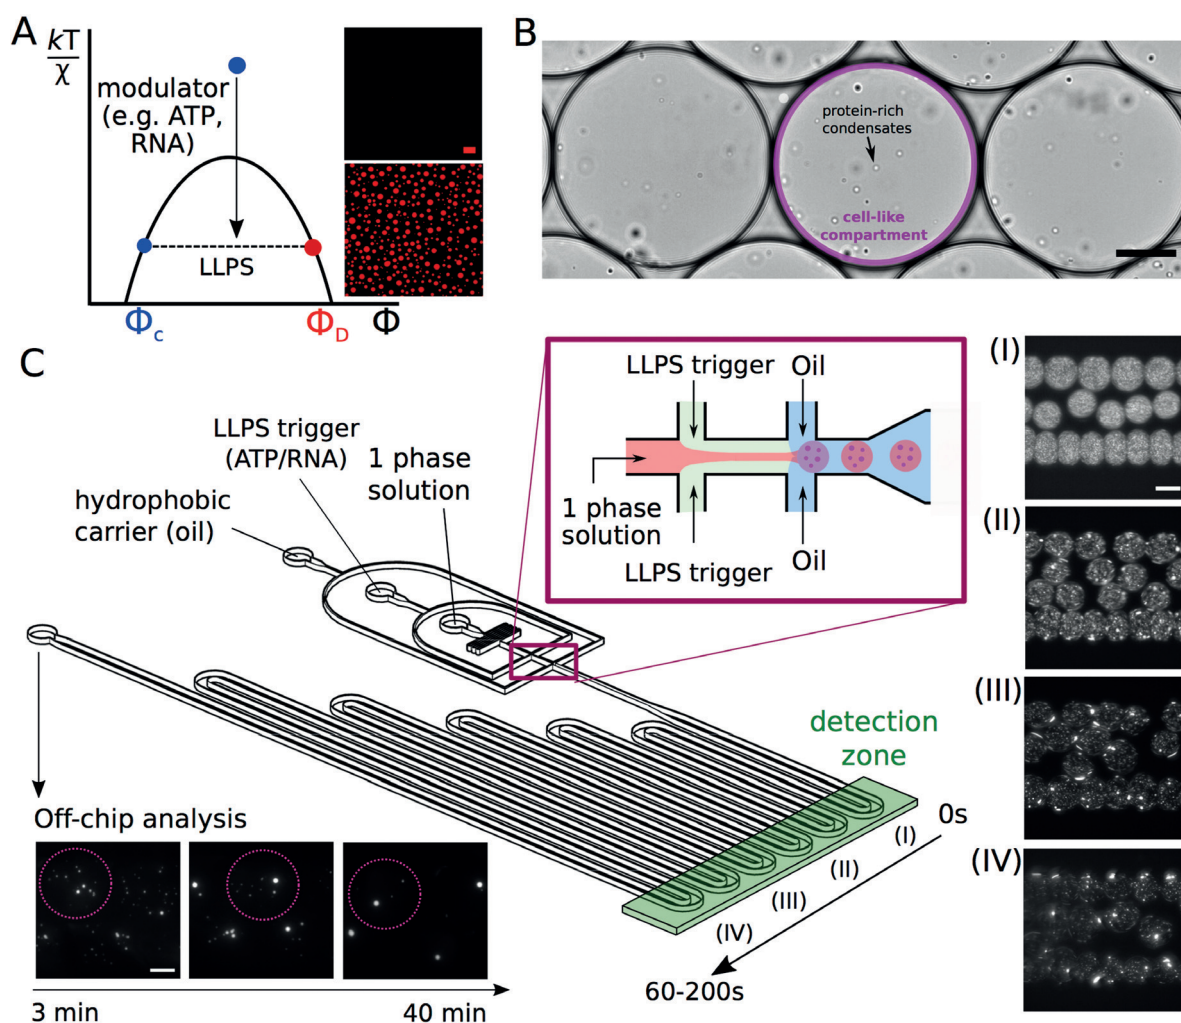 A
kT
χ
modulator
(e.g. ATP,
RNA)
LLPS
Φc
ΦD
Φ
B
protein-rich
condensates
cell-like
compartment
C
LLPS trigger
(ATP/RNA)
1 phase
solution
hydrophobic
carrier (oil)
LLPS trigger
Oil
1 phase
solution
LLPS trigger
Oil
detection
zone
0s
(I)
(II)
(III)
(IV)
60-200s
Off-chip analysis
3 min
40 min
(I)
(II)
(III)
(IV)